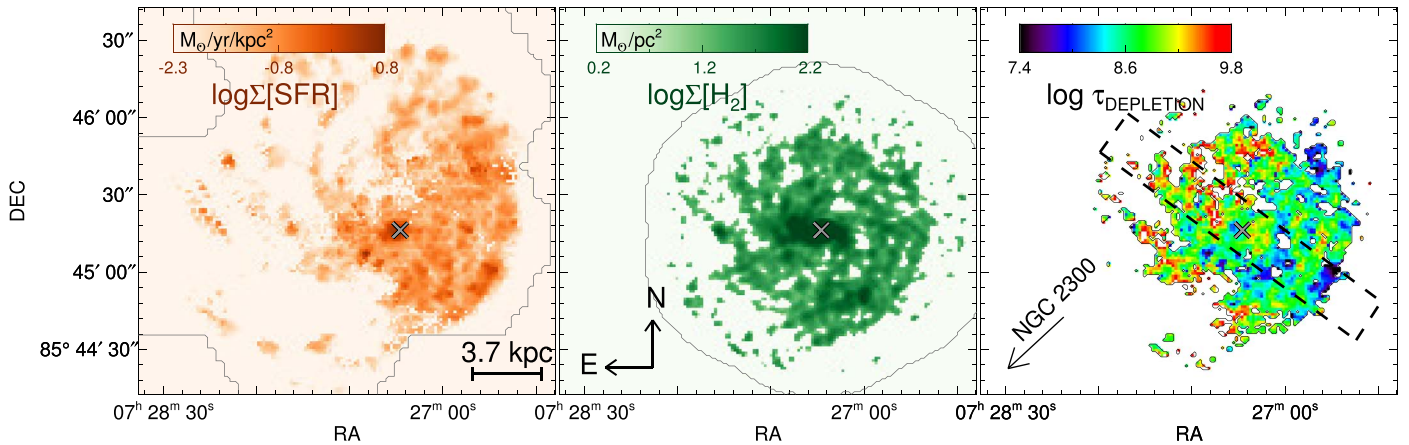 M☉/yr/kpc²
-2.3 -0.8 0.8
logΣ[SFR]
M☉/pc²
0.2 1.2 2.2
logΣ[H₂]
7.4 8.6 9.8
log τDEPLETION
DEC
30″
46′ 00″
30″
45′ 00″
85° 44′ 30″
3.7 kpc
N
E
NGC 2300
07ʰ 28ᵐ 30ˢ 27ᵐ 00ˢ
RA
07ʰ 28ᵐ 30ˢ 27ᵐ 00ˢ
RA
07ʰ 28ᵐ 30ˢ 27ᵐ 00ˢ
RA